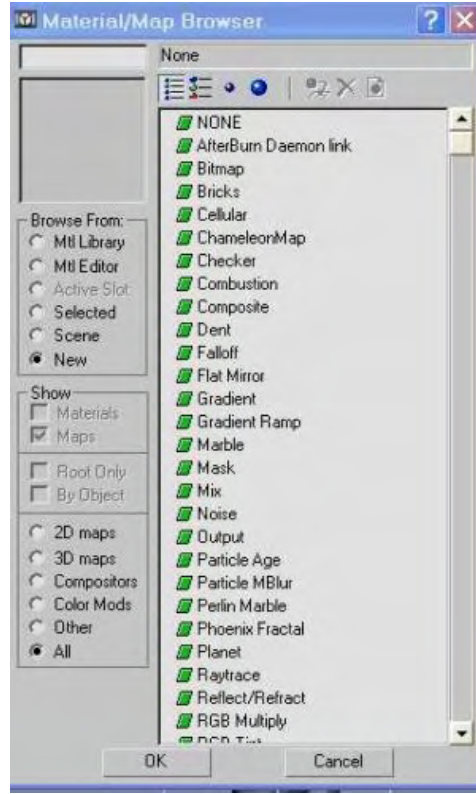 Material/Map Browser
None
NONE
AfterBurn Daemon link
Bitmap
Bricks
Cellular
ChameleonMap
Checker
Combustion
Composite
Dent
Falloff
Flat Mirror
Gradient
Gradient Ramp
Marble
Mask
Mix
Noise
Output
Particle Age
Particle MBlur
Perlin Marble
Phoenix Fractal
Planet
Raytrace
Reflect/Refract
RGB Multiply
RGB Tint
Browse From:
Mtl Library
Mtl Editor
Active Slot
Selected
Scene
New
Show
Materials
Maps
Root Only
By Object
2D maps
3D maps
Compositors
Color Mods
Other
All
OK
Cancel